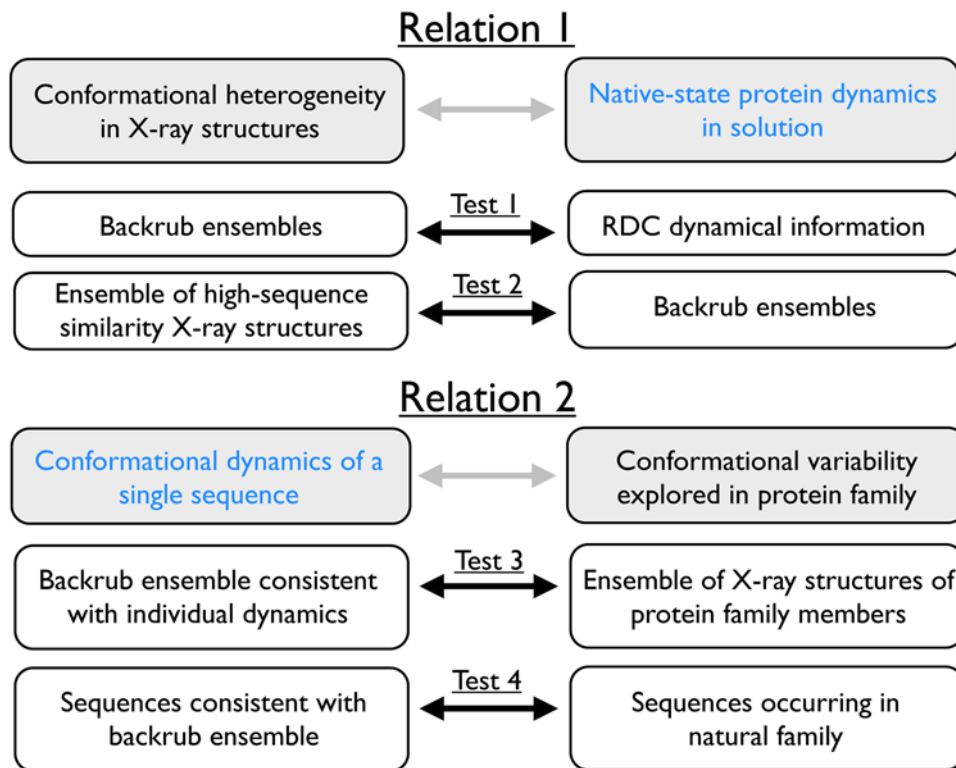 Relation 1
Conformational heterogeneity
in X-ray structures
Native-state protein dynamics
in solution
Backrub ensembles
Test 1
RDC dynamical information
Ensemble of high-sequence
similarity X-ray structures
Test 2
Backrub ensembles
Relation 2
Conformational dynamics of a
single sequence
Conformational variability
explored in protein family
Backrub ensemble consistent
with individual dynamics
Test 3
Ensemble of X-ray structures of
protein family members
Sequences consistent with
backrub ensemble
Test 4
Sequences occurring in
natural family